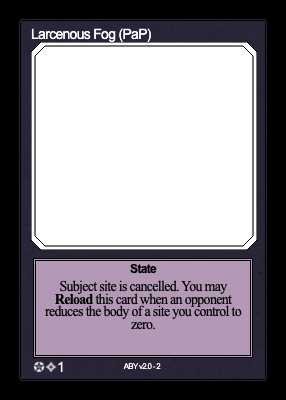 Larcenous Fog (PaP)
State
Subject site is cancelled. You may
Reload this card when an opponent
reduces the body of a site you control to
zero.
1
ABY v2.0 - 2